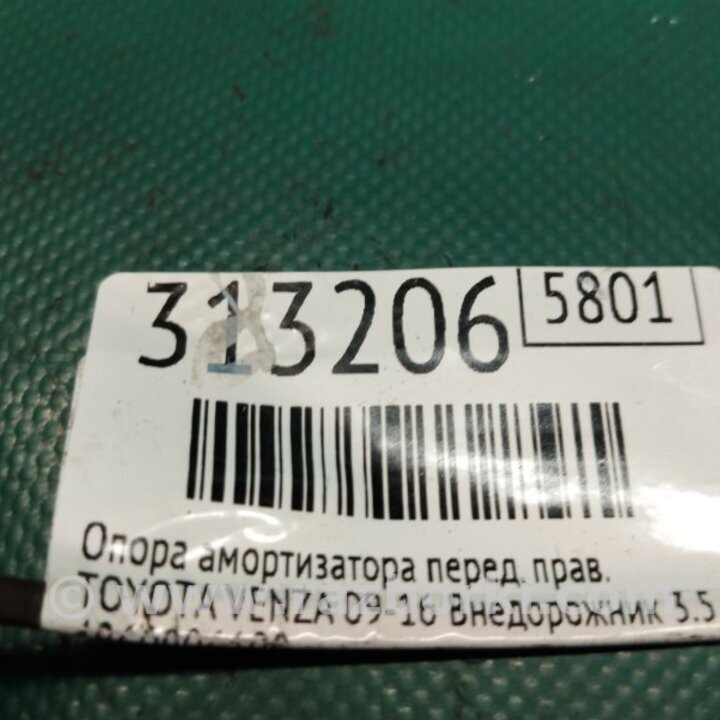 313206 5801
Опора амортизатора перед. прав.
TOYOTA VENZA 09-16 Внедорожник 3.5